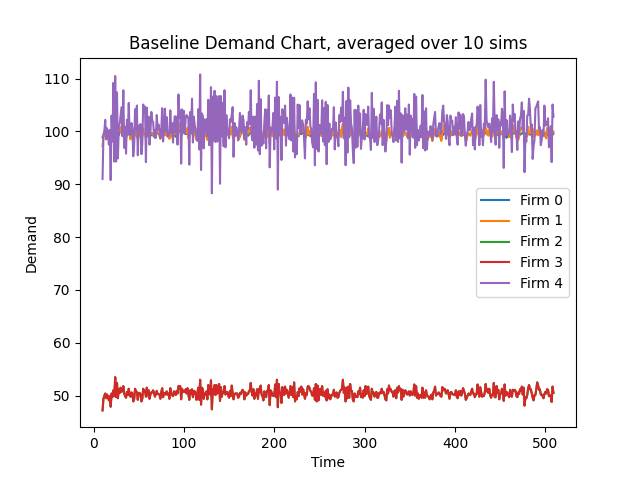 Baseline Demand Chart, averaged over 10 sims
110
100
90
80
70
60
50
Demand
Firm 0
Firm 1
Firm 2
Firm 3
Firm 4
0
100
200
300
400
500
Time